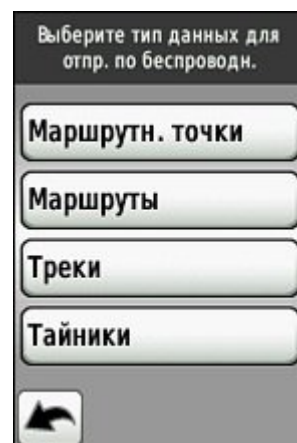 Выберите тип данных для
отпр. по беспроводн.
Маршрутн. точки
Маршруты
Треки
Тайники